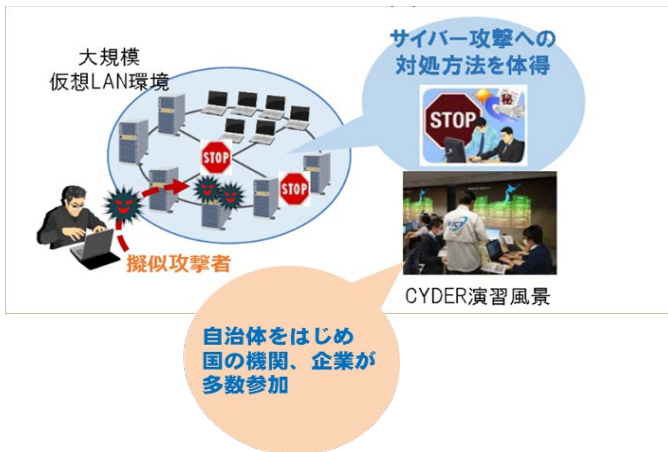 大規模
仮想LAN環境
サイバー攻撃への
対処方法を体得
STOP
秘
STOP
STOP
擬似攻撃者
CYDER演習風景
自治体をはじめ
国の機関、企業が
多数参加